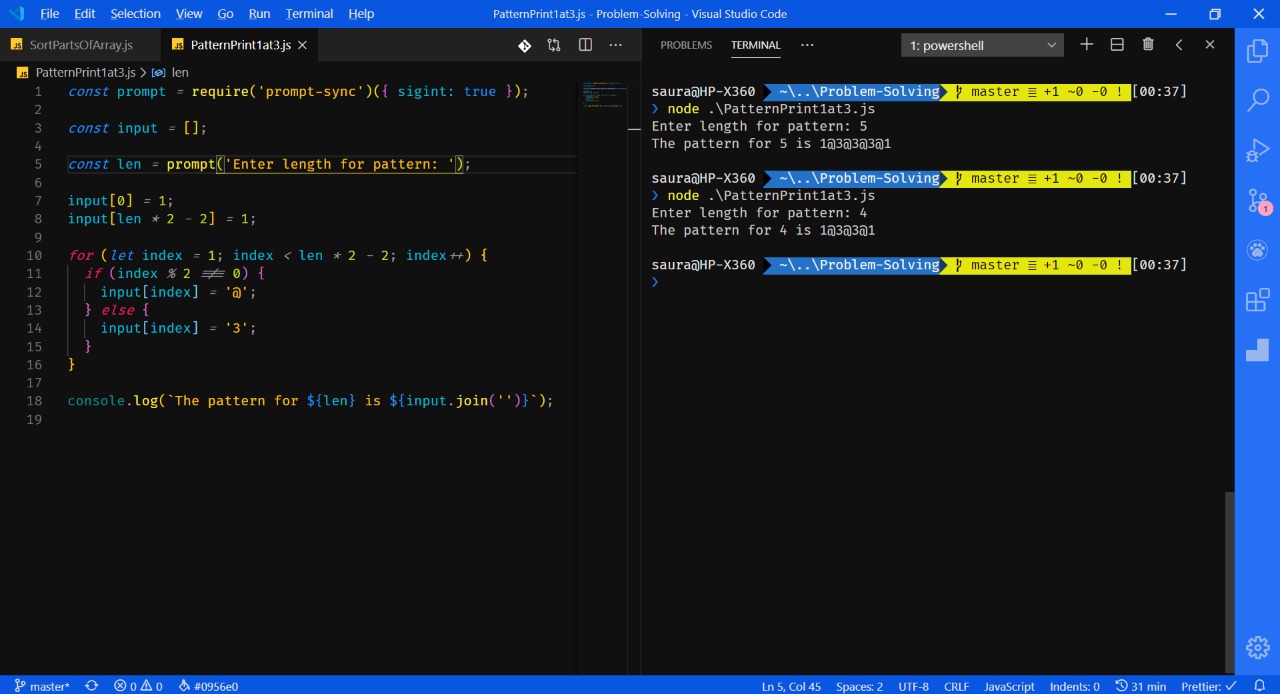 File Edit Selection View Go Run Terminal Help PatternPrint1at3.js - Problem-Solving - Visual Studio Code
JS SortPartsOfArray.js JS PatternPrint1at3.js
JS PatternPrint1at3.js > len
1 const prompt = require('prompt-sync')({ sigint: true });
2
3 const input = [];
4
5 const len = prompt('Enter length for pattern: ');
6
7 input[0] = 1;
8 input[len * 2 - 2] = 1;
9
10 for (let index = 1; index < len * 2 - 2; index++) {
11 if (index % 2 !== 0) {
12 input[index] = '@';
13 } else {
14 input[index] = '3';
15 }
16 }
17
18 console.log(`The pattern for ${len} is ${input.join('')}`);
19
PROBLEMS TERMINAL ··· 1: powershell
saura@HP-X360 ~\..\Problem-Solving master ≡ +1 ~0 -0 ! [00:37]
❯ node .\PatternPrint1at3.js
Enter length for pattern: 5
The pattern for 5 is 1@3@3@3@1
saura@HP-X360 ~\..\Problem-Solving master ≡ +1 ~0 -0 ! [00:37]
❯ node .\PatternPrint1at3.js
Enter length for pattern: 4
The pattern for 4 is 1@3@3@1
saura@HP-X360 ~\..\Problem-Solving master ≡ +1 ~0 -0 ! [00:37]
❯
1
master* 0 0 #0956e0 Ln 5, Col 45 Spaces: 2 UTF-8 CRLF JavaScript Indents: 0 31 min Prettier: ✓